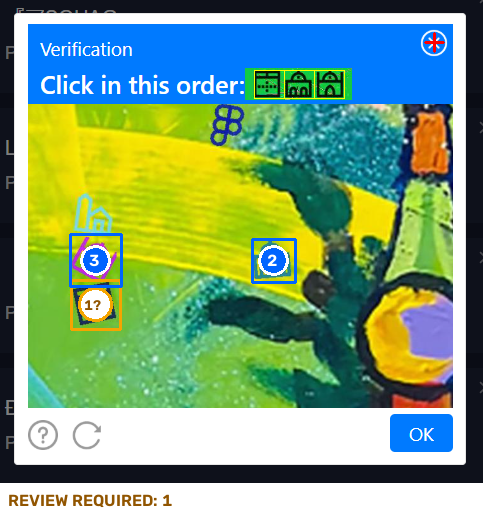 Verification
Click in this order:
3
2
1?
?
OK
REVIEW REQUIRED: 1